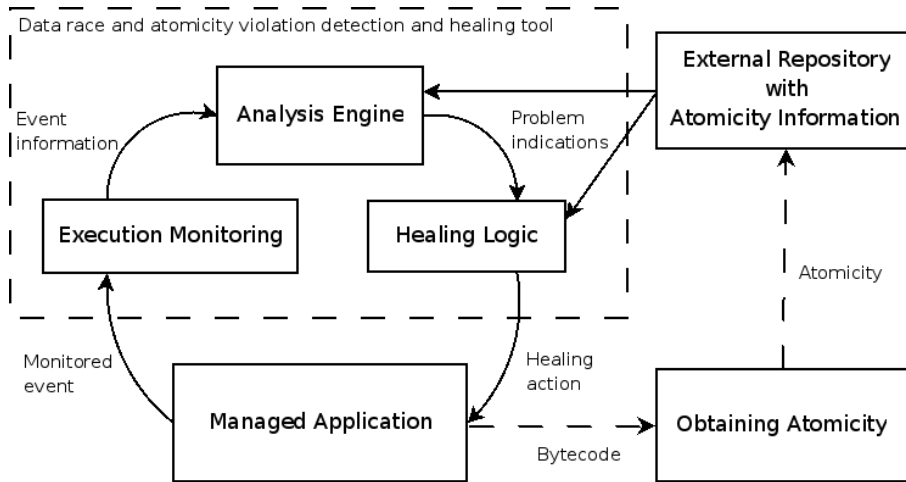 Data race and atomicity violation detection and healing tool
External Repository
with
Atomicity Information
Analysis Engine
Event
information
Problem
indications
Execution Monitoring
Healing Logic
Atomicity
Monitored
event
Healing
action
Managed Application
Obtaining Atomicity
Bytecode